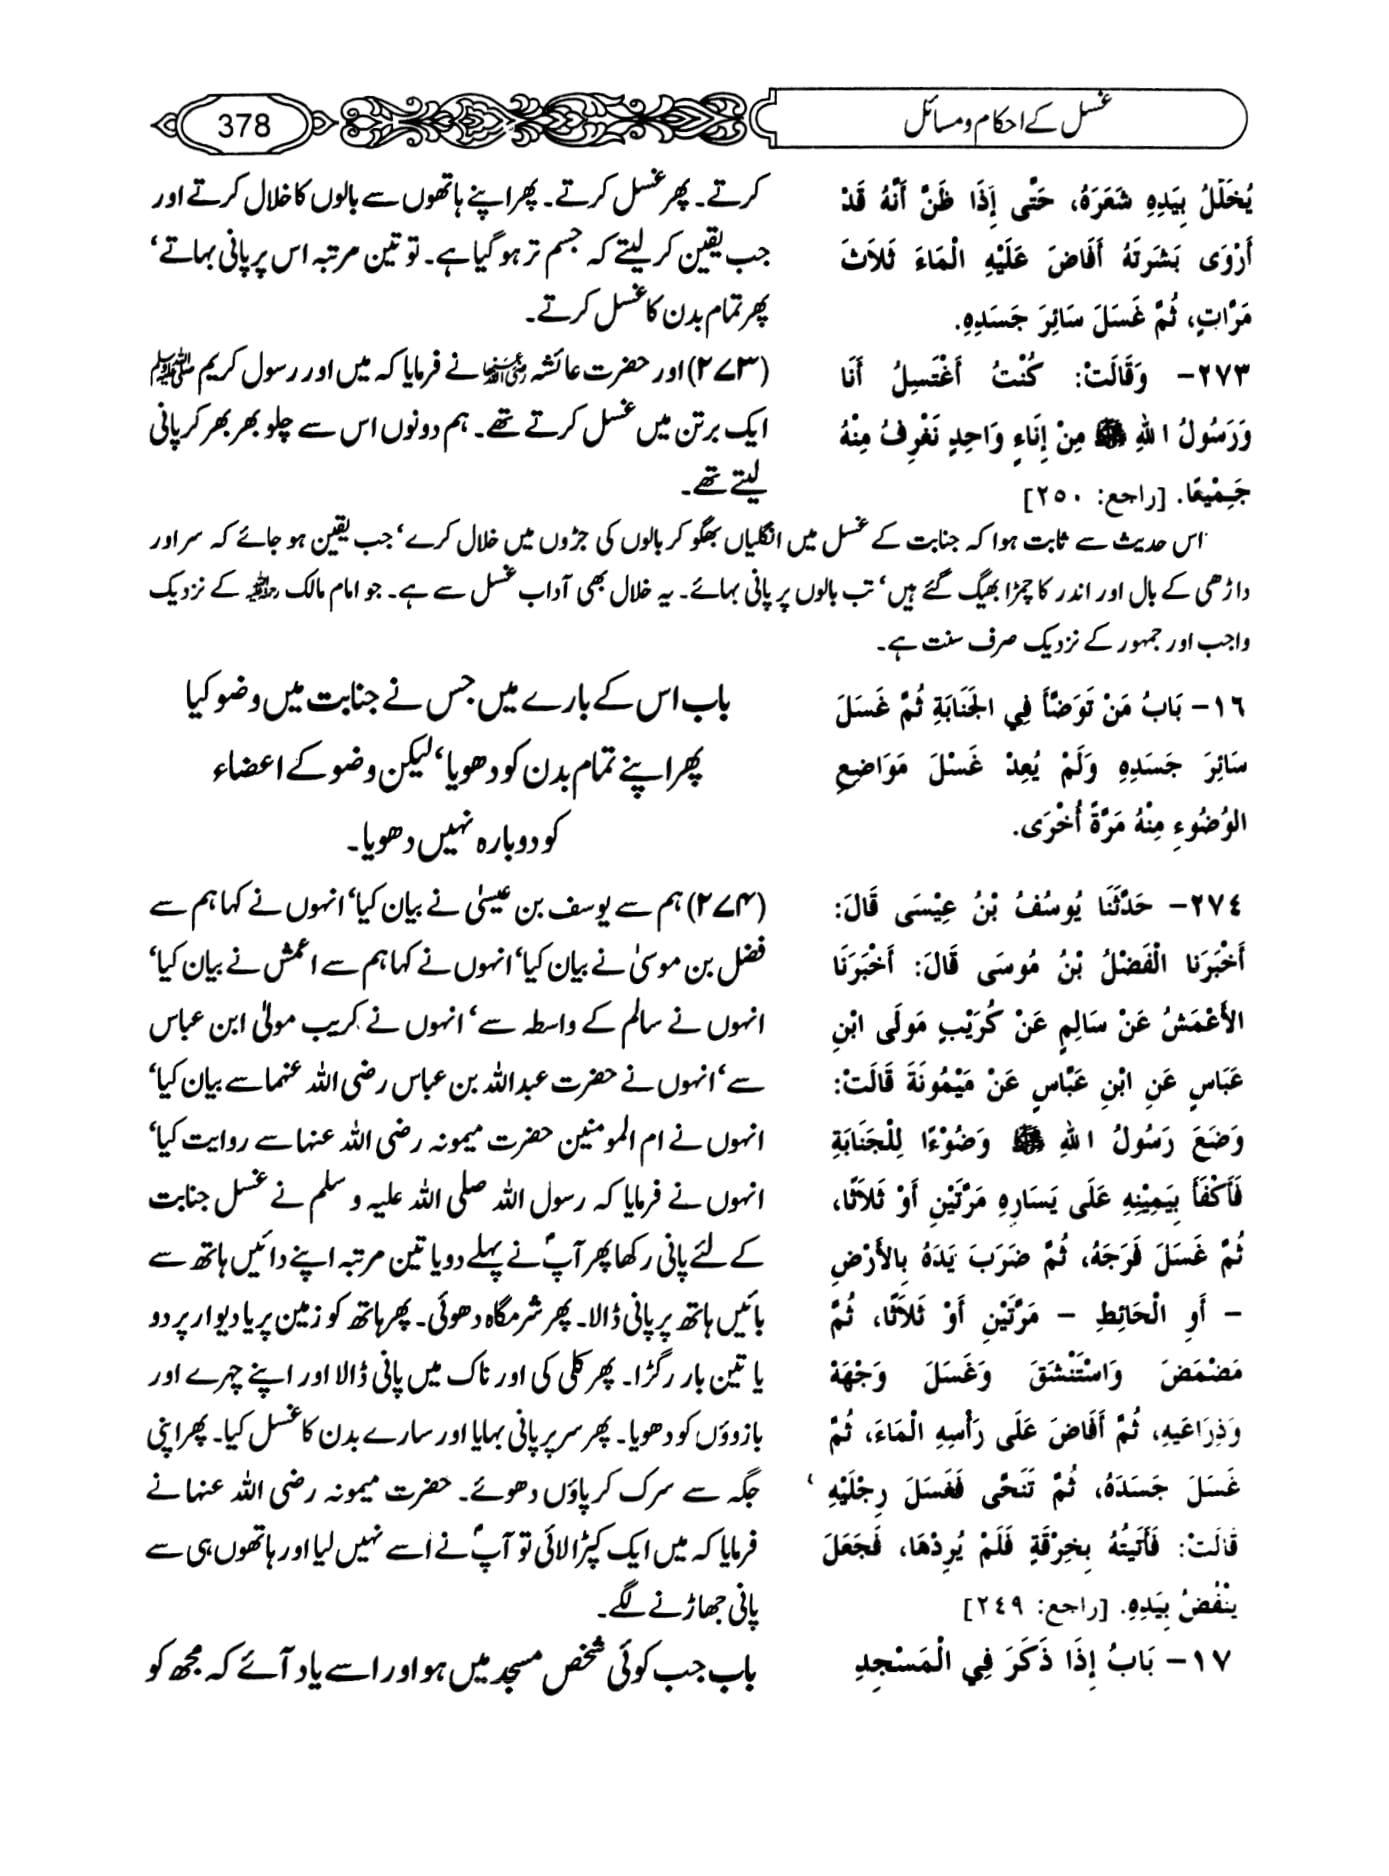 غسل کے احکام و مسائل
378
يُخَلِّلُ بِيَدِهِ شَعَرَهُ، حَتَّى إِذَا ظَنَّ أَنَّهُ قَدْ
أَرْوَى بَشَرَتَهُ أَفَاضَ عَلَيْهِ الْمَاءَ ثَلاَثَ
مَرَّاتٍ، ثُمَّ غَسَلَ سَائِرَ جَسَدِهِ.
٢٧٣- وَقَالَتْ: كُنْتُ أَغْتَسِلُ أَنَا
وَرَسُولُ اللهِ ﷺ مِنْ إِنَاءٍ وَاحِدٍ نَغْرِفُ مِنْهُ
جَمِيْعًا. [راجع: ٢٥٠]
کرتے۔ پھر غسل کرتے۔ پھر اپنے ہاتھوں سے بالوں کا خلال کرتے اور
جب یقین کر لیتے کہ جسم تر ہو گیا ہے۔ تو تین مرتبہ اس پر پانی بہاتے‘
پھر تمام بدن کا غسل کرتے۔
(۲۷۳) اور حضرت عائشہ رضی اللہ عنہا نے فرمایا کہ میں اور رسول کریم ﷺ
ایک برتن میں غسل کرتے تھے۔ ہم دونوں اس سے چلو بھر بھر کر پانی
لیتے تھے۔
اس حدیث سے ثابت ہوا کہ جنابت کے غسل میں انگلیاں بھگو کر بالوں کی جڑوں میں خلال کرے‘ جب یقین ہو جائے کہ سر اور
داڑھی کے بال اور اندر کا چمڑا بھیگ گئے ہیں‘ تب بالوں پر پانی بہائے۔ یہ خلال بھی آداب غسل سے ہے۔ جو امام مالک رحمہ اللہ کے نزدیک
واجب اور جمہور کے نزدیک صرف سنت ہے۔
١٦- بَابُ مَنْ تَوَضَّأَ فِي الجَنَابَةِ ثُمَّ غَسَلَ
سَائِرَ جَسَدِهِ وَلَمْ يُعِدْ غَسْلَ مَوَاضِعِ
الوُضُوءِ مِنْهُ مَرَّةً أُخْرَى.
باب اس کے بارے میں جس نے جنابت میں وضو کیا
پھر اپنے تمام بدن کو دھویا‘ لیکن وضو کے اعضاء
کو دوبارہ نہیں دھویا۔
٢٧٤- حَدَّثَنَا يُوسُفُ بْنُ عِيْسَى قَالَ:
أَخْبَرَنا الْفَضْلُ بْنُ مُوسَى قَالَ: أَخْبَرَنَا
الأَعْمَشُ عَنْ سَالِمٍ عَنْ كُرَيْبٍ مَولَى ابْنِ
عَبَاسٍ عَنِ ابْنِ عَبَّاسٍ عَنْ مَيْمُونَةَ قَالَتْ:
وَضَعَ رَسُولُ اللهِ ﷺ وَضُوْءًا لِلْجَنَابَةِ
فَأَكْفَأَ بِيَمِيْنِهِ عَلَى يَسَارِهِ مَرَّتَيْنِ أَوْ ثَلاَثًا،
ثُمَّ غَسَلَ فَرَجَهُ، ثُمَّ ضَرَبَ يَدَهُ بِالأَرْضِ
– أَوِ الْحَائِطِ – مَرَّتَيْنِ أَوْ ثَلاَثًا، ثُمَّ
مَضْمَضَ وَاسْتَنْشَقَ وَغَسَلَ وَجْهَهُ
وَذِرَاعَيهِ، ثُمَّ أَفَاضَ عَلَى رَأْسِهِ الْمَاءَ، ثُمَّ
غَسَلَ جَسَدَهُ، ثُمَّ تَنَحَّى فَغَسَلَ رِجْلَيْهِ،
قَالَتْ: فَأَتَيْتُهُ بِخِرْقَةٍ فَلَمْ يُرِدْهَا، فَجَعَلَ
يَنْفُضُ بِيَدِهِ. [راجع: ٢٤٩]
(۲۷۴) ہم سے یوسف بن عیسیٰ نے بیان کیا‘ انہوں نے کہا ہم سے
فضل بن موسیٰ نے بیان کیا‘ انہوں نے کہا ہم سے اعمش نے بیان کیا‘
انہوں نے سالم کے واسطہ سے‘ انہوں نے کریب مولیٰ ابن عباس
سے‘ انہوں نے حضرت عبداللہ بن عباس رضی اللہ عنہما سے بیان کیا‘
انہوں نے ام المومنین حضرت میمونہ رضی اللہ عنہا سے روایت کیا‘
انہوں نے فرمایا کہ رسول اللہ صلی اللہ علیہ و سلم نے غسل جنابت
کے لئے پانی رکھا پھر آپؐ نے پہلے دو یا تین مرتبہ اپنے دائیں ہاتھ سے
بائیں ہاتھ پر پانی ڈالا۔ پھر شرمگاہ دھوئی۔ پھر ہاتھ کو زمین پر یا دیوار پر دو
یا تین بار رگڑا۔ پھر کلی کی اور ناک میں پانی ڈالا اور اپنے چہرے اور
بازوؤں کو دھویا۔ پھر سر پر پانی بہایا اور سارے بدن کا غسل کیا۔ پھر اپنی
جگہ سے سرک کر پاؤں دھوئے۔ حضرت میمونہ رضی اللہ عنہا نے
فرمایا کہ میں ایک کپڑا لائی تو آپؐ نے اسے نہیں لیا اور ہاتھوں ہی سے
پانی جھاڑنے لگے۔
١٧- بَابُ إِذَا ذَكَرَ فِي الْمَسْجِدِ
باب جب کوئی شخص مسجد میں ہو اور اسے یاد آئے کہ مجھ کو